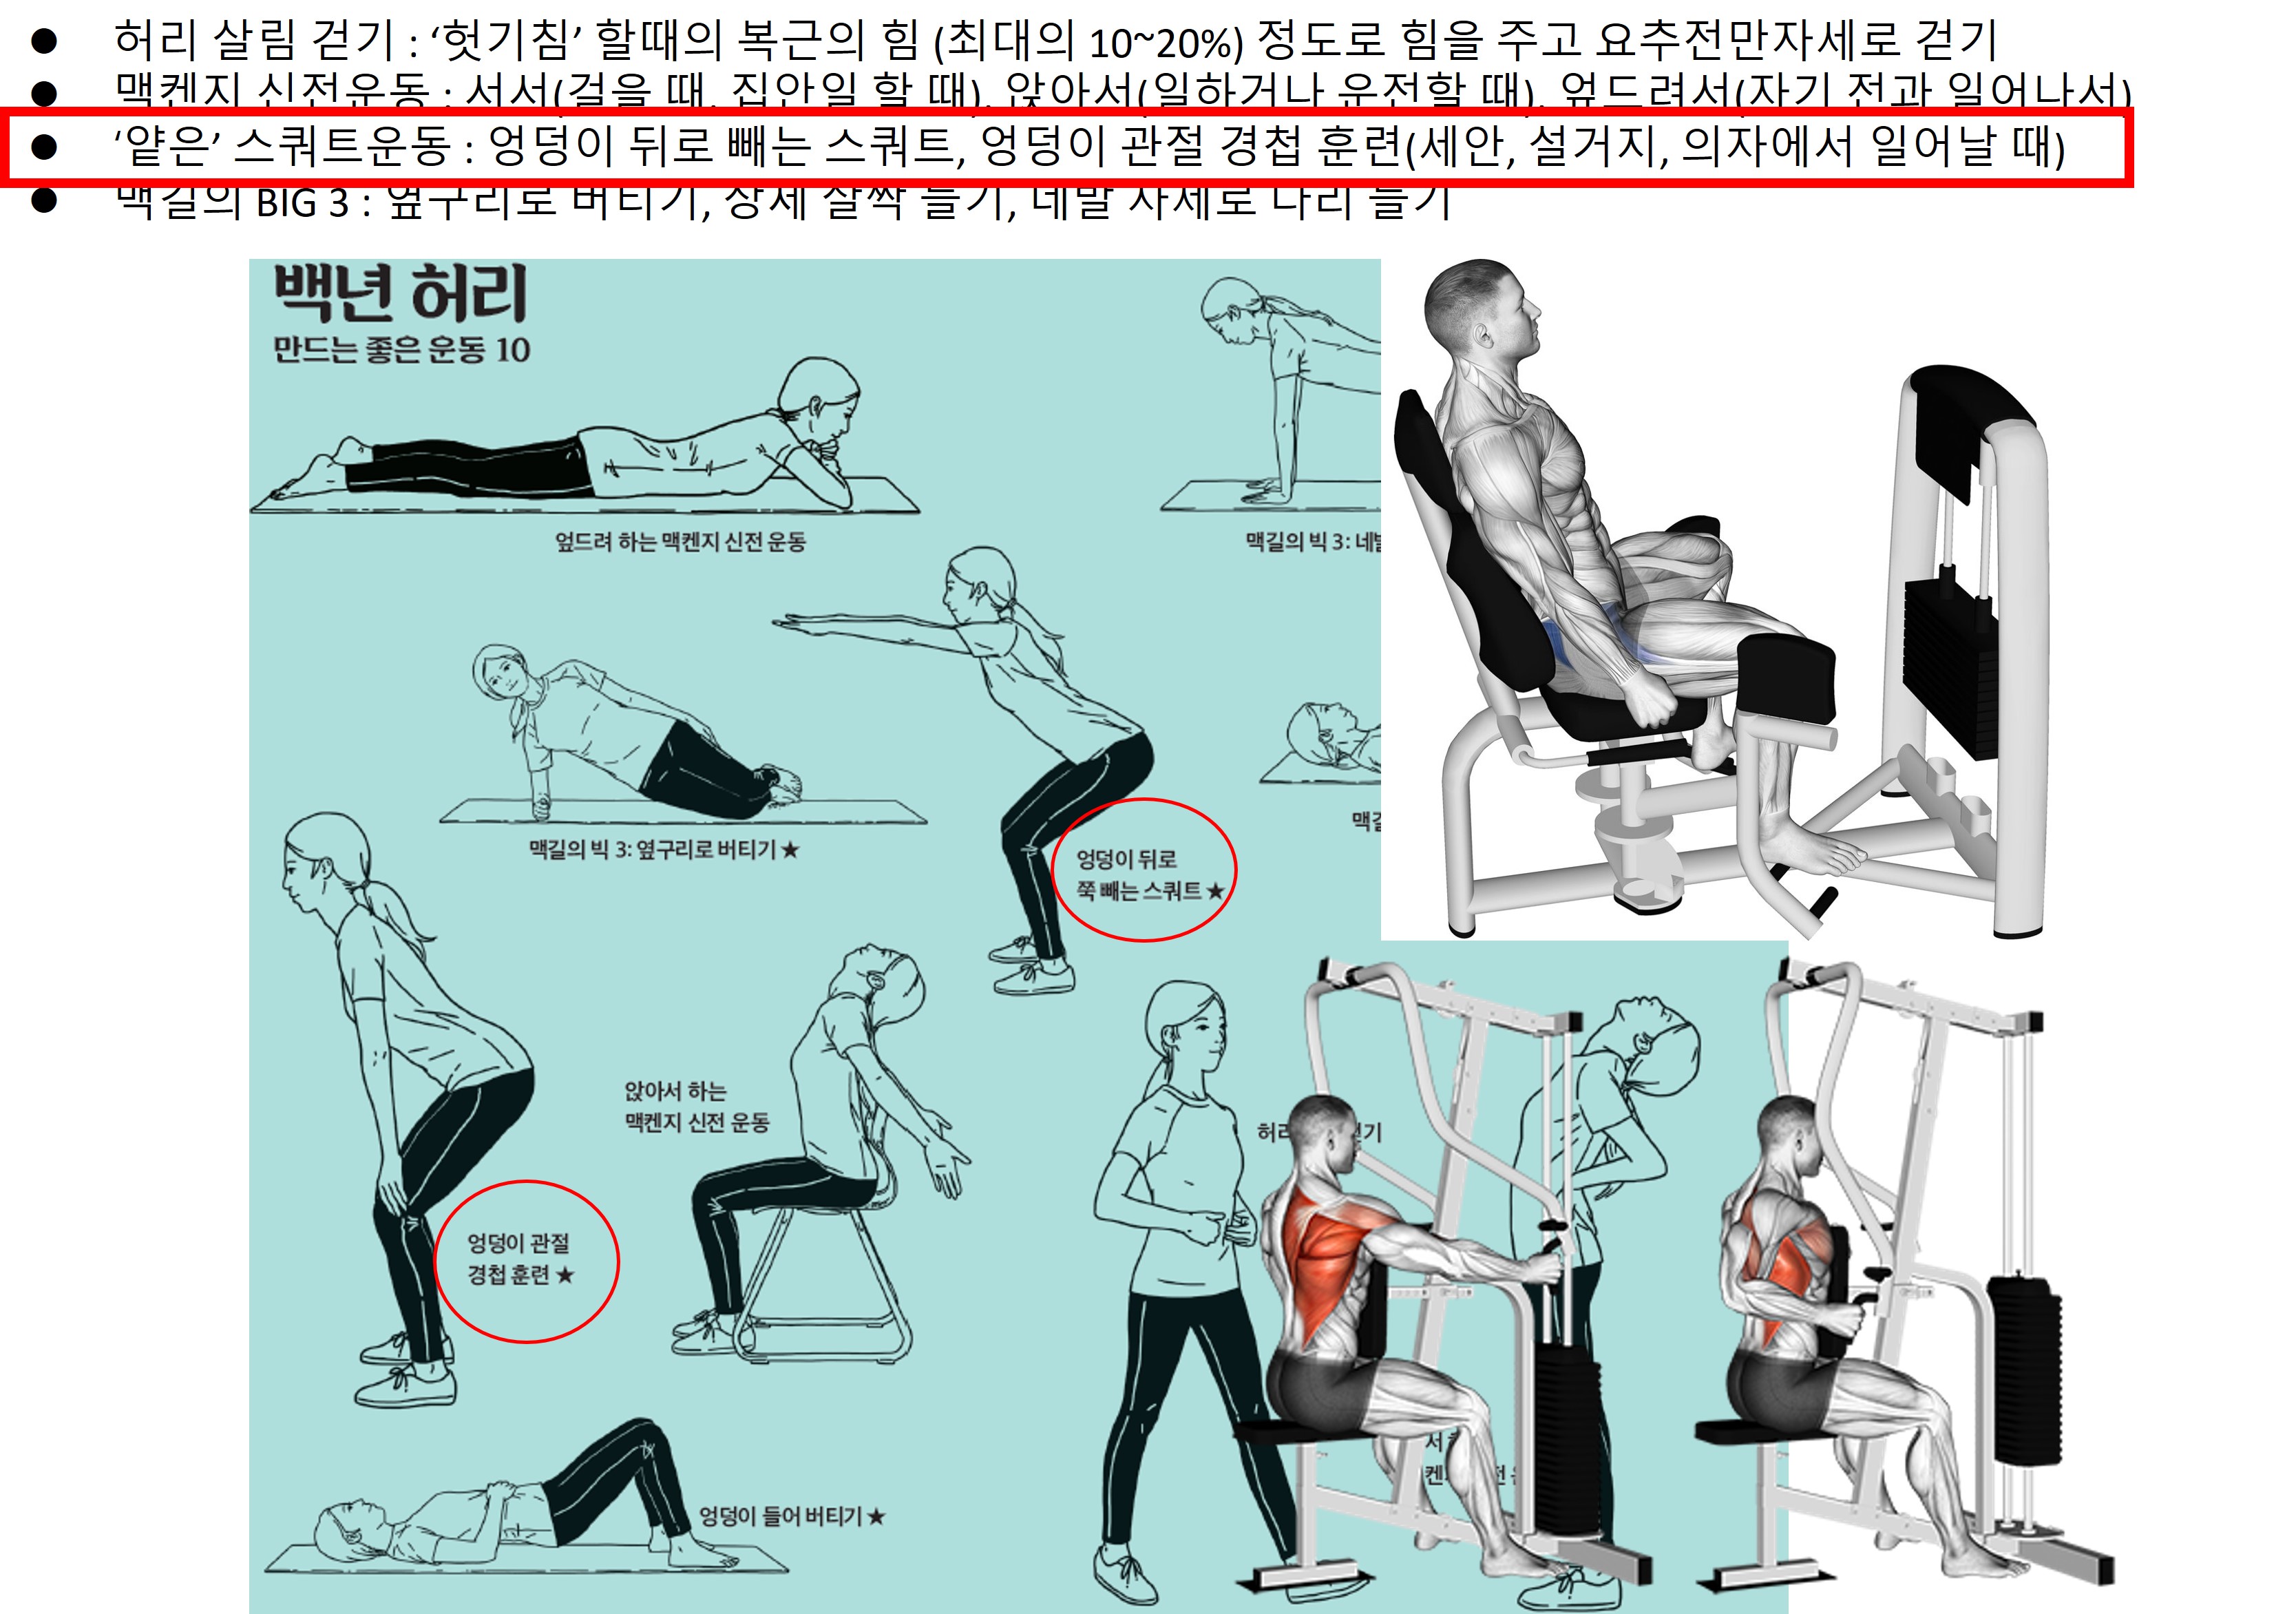 ● 허리 살림 걷기 : ‘헛기침’ 할때의 복근의 힘 (최대의 10~20%) 정도로 힘을 주고 요추전만자세로 걷기
● 맥켄지 신전운동 : 서서(걸을 때, 집안일 할 때), 앉아서(일하거나 운전할 때), 엎드려서(자기 전과 일어나서)
● ‘얕은’ 스쿼트운동 : 엉덩이 뒤로 빼는 스쿼트, 엉덩이 관절 경첩 훈련(세안, 설거지, 의자에서 일어날 때)
● 맥길의 BIG 3 : 옆구리로 버티기, 상체 살짝 들기, 네발 자세로 다리 들기
백년 허리
만드는 좋은 운동 10
엎드려 하는 맥켄지 신전 운동
맥길의 빅 3: 네발
맥길의 빅 3: 옆구리로 버티기 ★
엉덩이 뒤로
쭉 빼는 스쿼트 ★
앉아서 하는
맥켄지 신전 운동
엉덩이 관절
경첩 훈련 ★
엉덩이 들어 버티기 ★